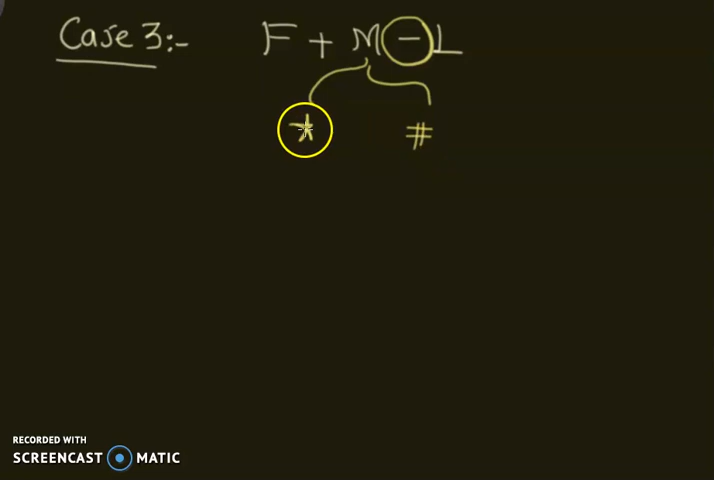 Case 3:- F + M - L
* #
RECORDED WITH
SCREENCAST MATIC